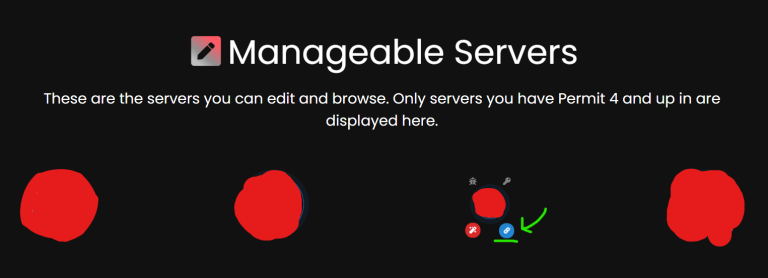 Manageable Servers
These are the servers you can edit and browse. Only servers you have Permit 4 and up in are
displayed here.